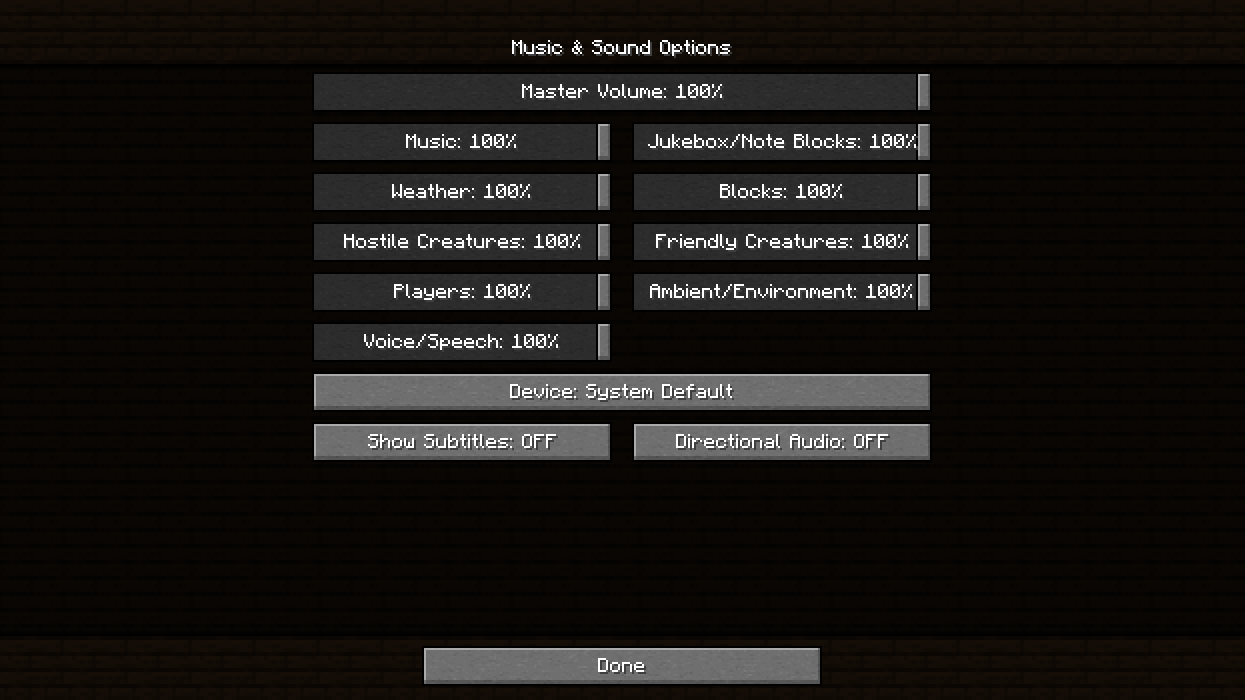 Music & Sound Options
Master Volume: 100%
Music: 100%
Jukebox/Note Blocks: 100%
Weather: 100%
Blocks: 100%
Hostile Creatures: 100%
Friendly Creatures: 100%
Players: 100%
Ambient/Environment: 100%
Voice/Speech: 100%
Device: System Default
Show Subtitles: OFF
Directional Audio: OFF
Done